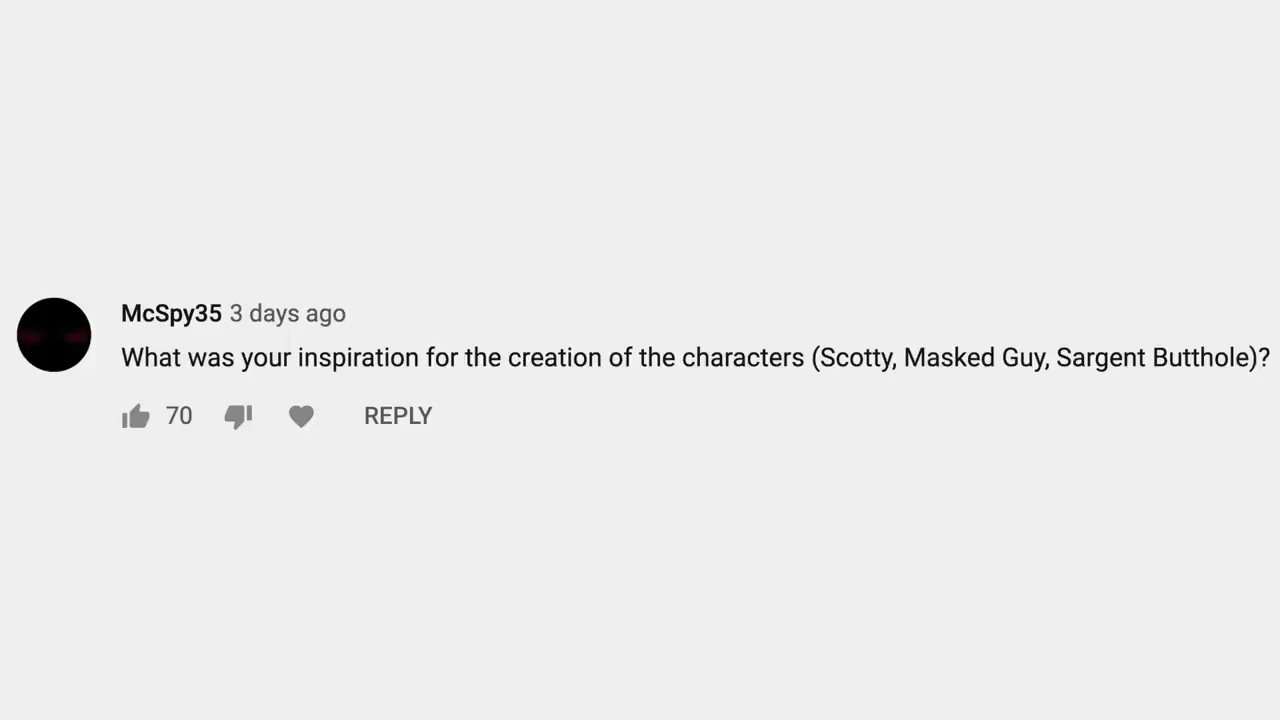 McSpy35 3 days ago
What was your inspiration for the creation of the characters (Scotty, Masked Guy, Sargent Butthole)?
70 REPLY